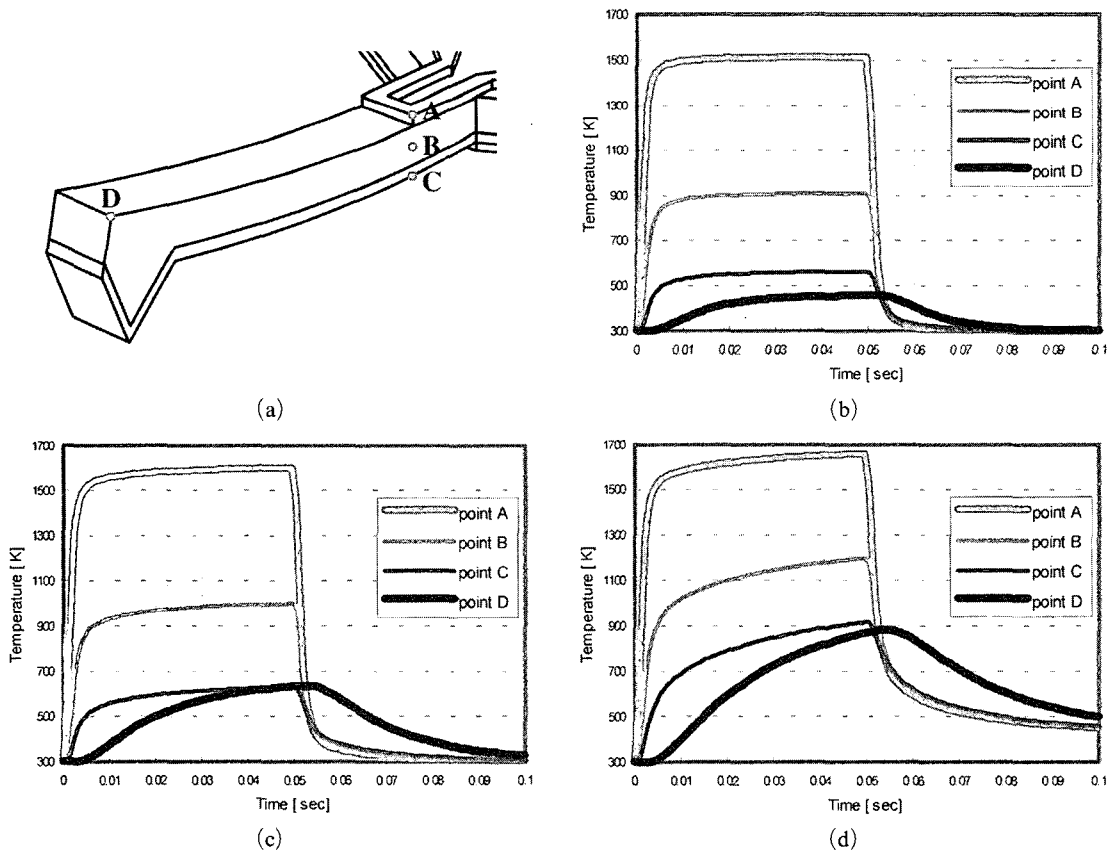 A
B
C
D
(a)
Temperature [ K]
1700
1500
1300
1100
900
700
500
300
0
0.01
0.02
0.03
0.04
0.05
0.06
0.07
0.08
0.09
0.1
Time [ sec]
point A
point B
point C
point D
(b)
Temperature [ K]
1700
1500
1300
1100
900
700
500
300
0
0.01
0.02
0.03
0.04
0.05
0.06
0.07
0.08
0.09
0.1
Time [ sec]
point A
point B
point C
point D
(c)
Temperature [ K]
1700
1500
1300
1100
900
700
500
300
0
0.01
0.02
0.03
0.04
0.05
0.06
0.07
0.08
0.09
0.1
Time [ sec]
point A
point B
point C
point D
(d)